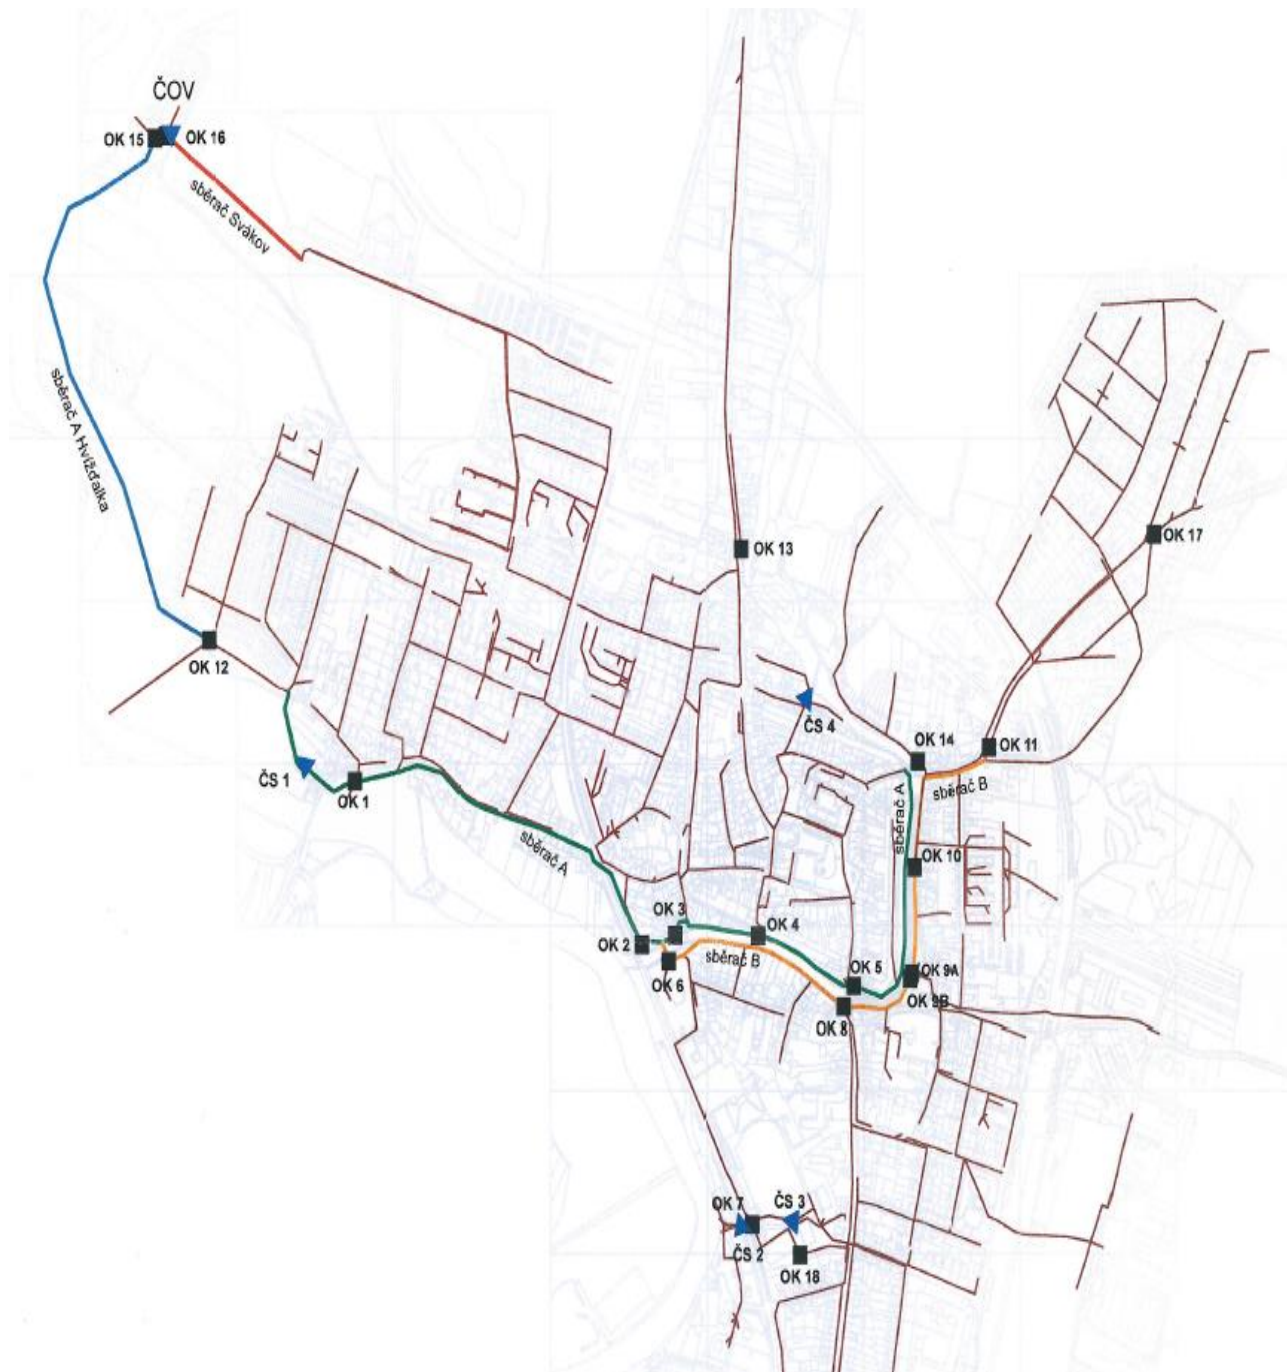 ČOV
OK 15
OK 16
sběrač Svákov
sběrač A Hvížďalka
OK 13
OK 17
OK 12
ČS 4
OK 14
OK 11
ČS 1
OK 1
sběrač B
sběrač A
sběrač A
OK 10
OK 3
OK 4
OK 2
sběrač B
OK 6
OK 5
OK 9A
OK 9B
OK 8
OK 7
ČS 3
ČS 2
OK 18